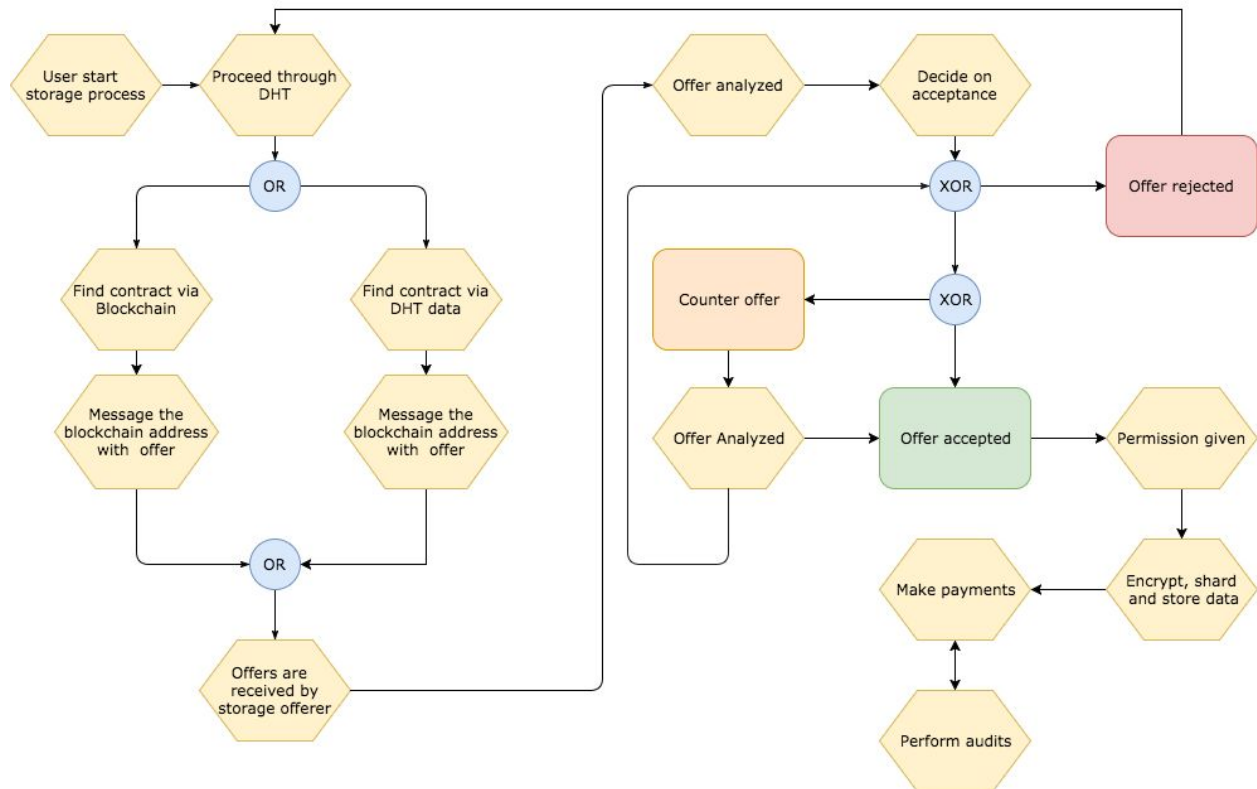 User start
storage process
Proceed through
DHT
OR
Find contract via
Blockchain
Find contract via
DHT data
Message the
blockchain address
with offer
Message the
blockchain address
with offer
OR
Offers are
received by
storage offerer
Offer analyzed
Decide on
acceptance
XOR
Offer rejected
XOR
Counter offer
Offer Analyzed
Offer accepted
Permission given
Encrypt, shard
and store data
Make payments
Perform audits